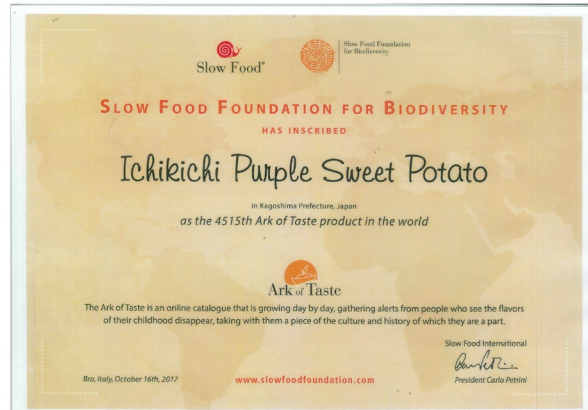 Slow Food®
Slow Food Foundation
for Biodiversity
SLOW FOOD FOUNDATION FOR BIODIVERSITY
HAS INSCRIBED
Ichikichi Purple Sweet Potato
in Kagoshima Prefecture, Japan
as the 4515th Ark of Taste product in the world
Ark of Taste
The Ark of Taste is an online catalogue that is growing day by day, gathering alerts from people who see the flavors
of their childhood disappear, taking with them a piece of the culture and history of which they are a part.
Slow Food International
Bra, Italy, October 16th, 2017
www.slowfoodfoundation.com
President Carlo Petrini